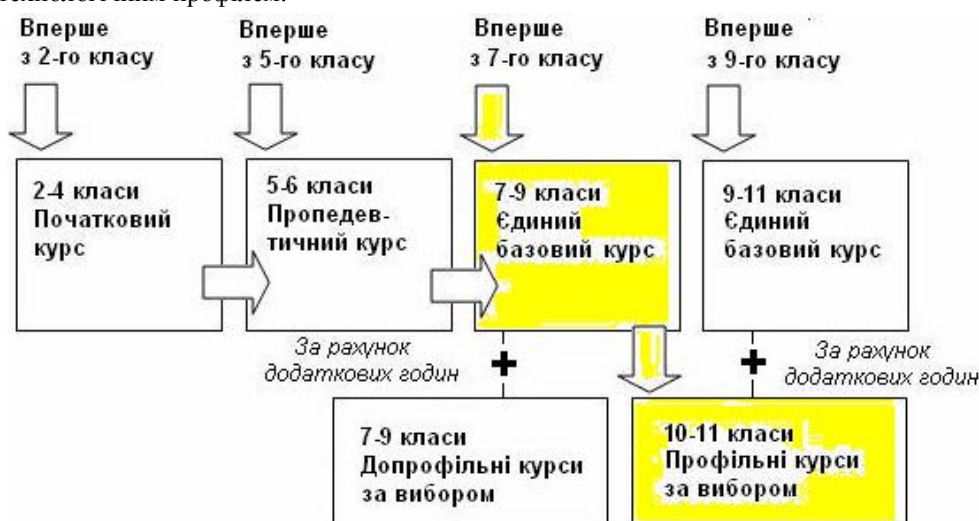 технологічним профілем.
Вперше
з 2-го класу
Вперше
з 5-го класу
Вперше
з 7-го класу
Вперше
з 9-го класу
2-4 класи
Початковий
курс
5-6 класи
Пропедев-
тичний курс
7-9 класи
Єдиний
базовий курс
9-11 класи
Єдиний
базовий курс
За рахунок
додаткових годин
+
+
За рахунок
додаткових годин
7-9 класи
Допрофільні курси
за вибором
10-11 класи
Профільні курси
за вибором